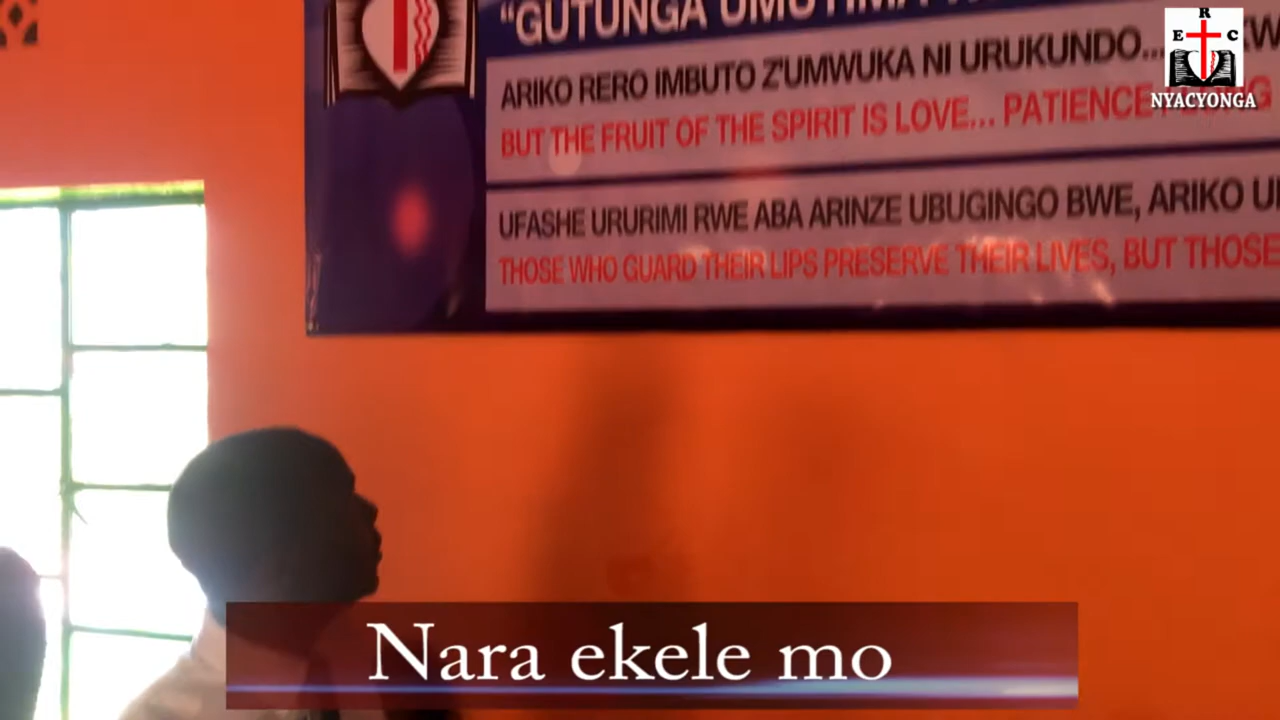 "GUTUNGA UMUTIMA
ARIKO RERO IMBUTO Z'UMWUKA NI URUKUNDO...
BUT THE FRUIT OF THE SPIRIT IS LOVE... PATIENCE
UFASHE URURIMI RWE ABA ARINZE UBUGINGO BWE, ARIKO
THOSE WHO GUARD THEIR LIPS PRESERVE THEIR LIVES, BUT THOSE
E R C
NYACYONGA
Nara ekele mo